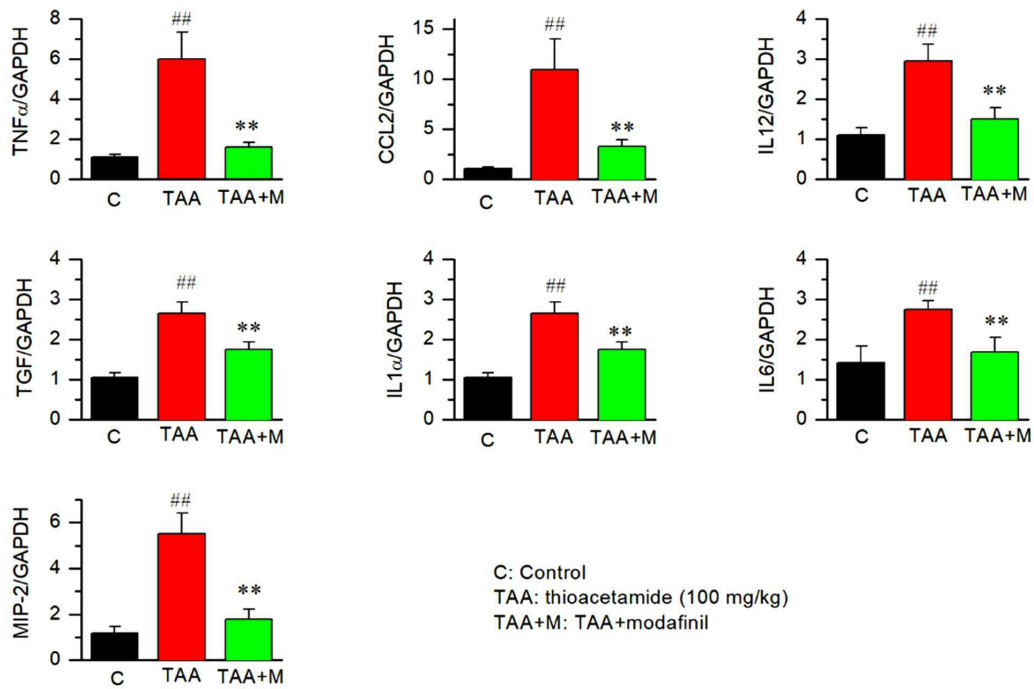 TNFα/GAPDH
8
6
4
2
0
##
**
C TAA TAA+M
CCL2/GAPDH
15
10
5
0
##
**
C TAA TAA+M
IL12/GAPDH
4
3
2
1
0
##
**
C TAA TAA+M
TGF/GAPDH
4
3
2
1
0
##
**
C TAA TAA+M
IL1α/GAPDH
4
3
2
1
0
##
**
C TAA TAA+M
IL6/GAPDH
4
3
2
1
0
##
**
C TAA TAA+M
MIP-2/GAPDH
6
4
2
0
##
**
C TAA TAA+M
C: Control
TAA: thioacetamide (100 mg/kg)
TAA+M: TAA+modafinil